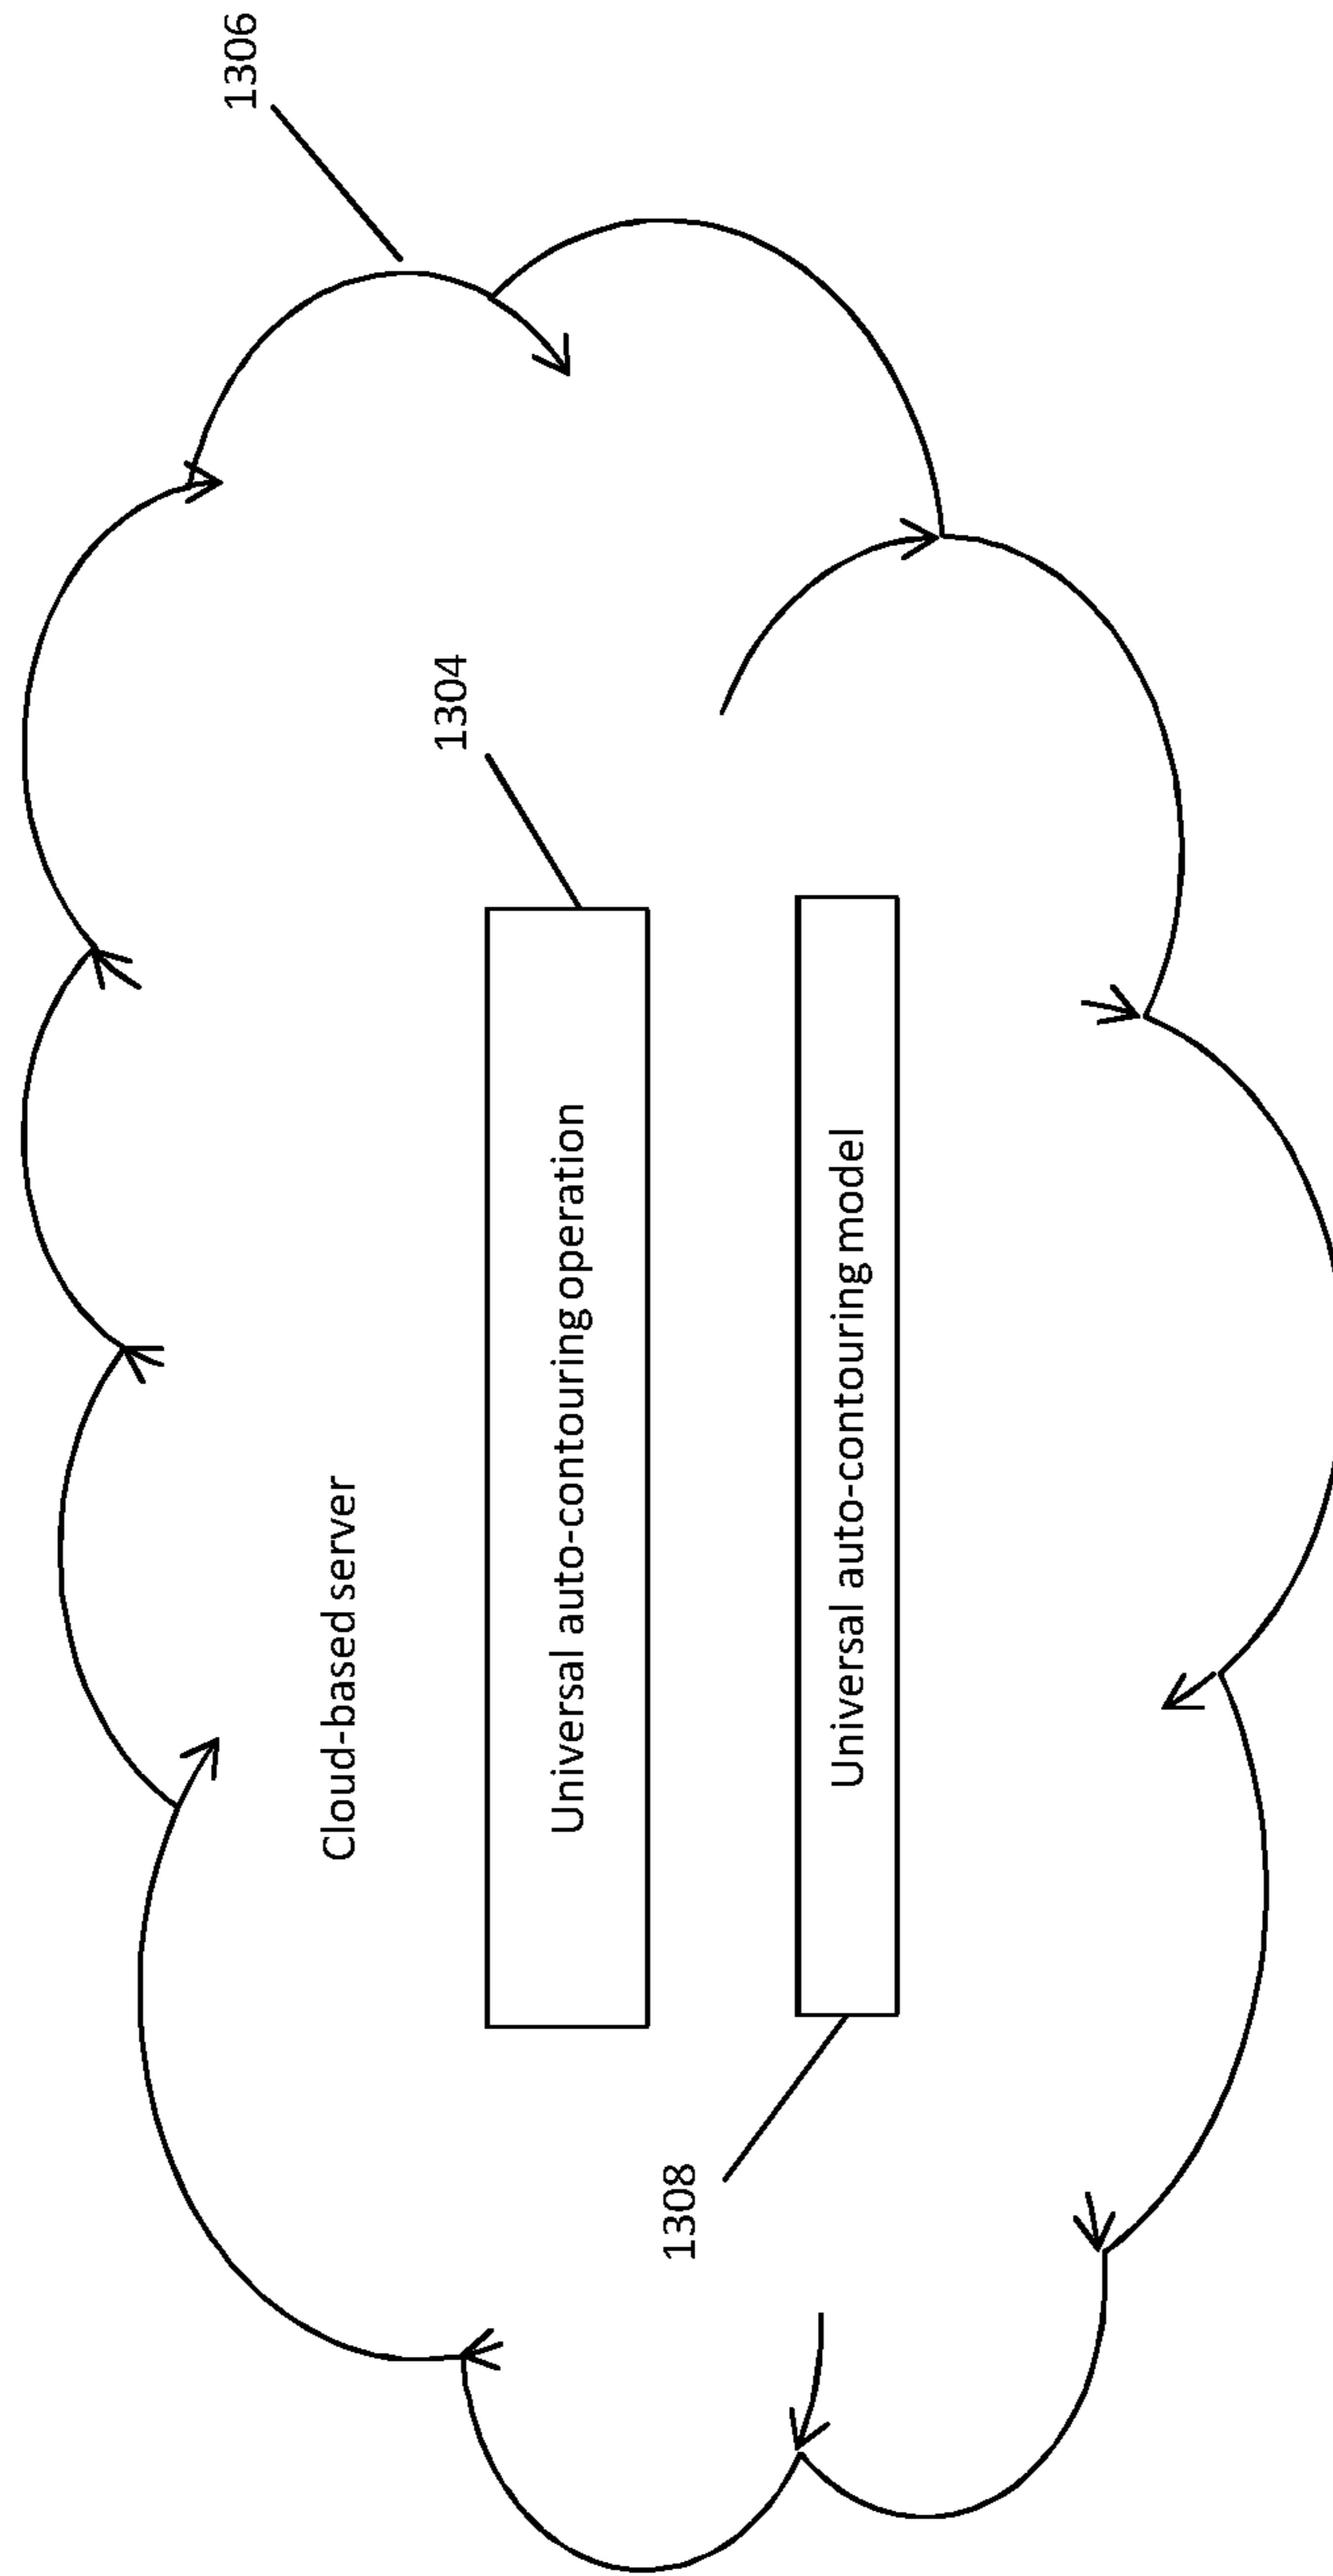 1306
Cloud-based server
1304
Universal auto-contouring operation
1308
Universal auto-contouring model